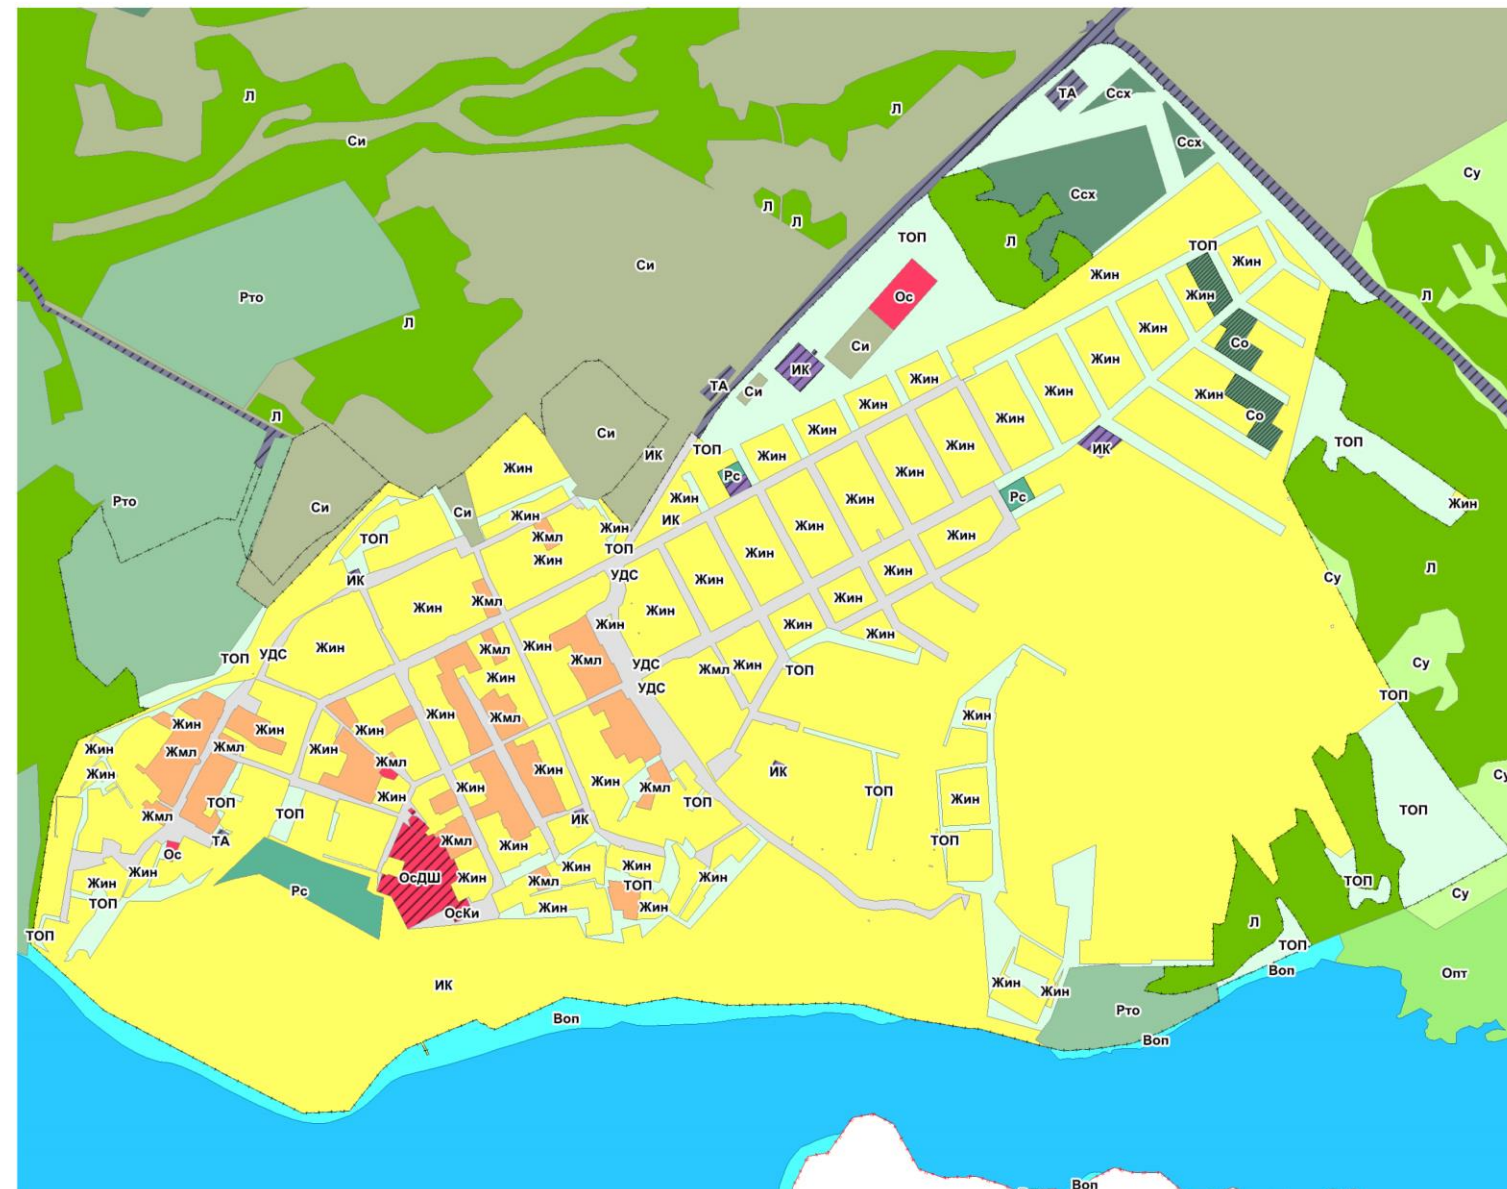 ТА
Ссх
Л
Л
Си
Ссх
Су
Ссх
Л
Л
ТОП
Л
ТОП
Жин
Си
Жин
Рто
Ос
Жин
Л
Л
Жин
Си
Со
Жин
ИК
ТА
Си
Жин
Жин
Жин
Жин
Л
Жин
Со
Си
Жин
Жин
Жин
ТОП
ИК
ТОП
ИК
Жин
Жин
Жин
Рс
Рто
Си
Жин
Жин
Рс
Жин
Си
Жин
ИК
Жин
Жин
Жин
ТОП
Жмл
Жин
ТОП
Жин
Жин
УДС
Жин
Су
Л
ИК
Жин
Жмл
Жин
Жин
Жин
Жин
Жин
Жин
Жин
Жмл
ТОП
УДС
Жмл
УДС
Жмл
Жин
ТОП
Су
Жин
УДС
ТОП
Жин
Жин
Жин
Жин
Жмл
Жин
Жин
Жин
Жмл
Жмл
Жмл
Жин
ИК
Жин
Су
Жин
Жин
Жмл
ТОП
Жин
ТОП
ТОП
Жин
ТОП
ТОП
Жмл
ИК
ТА
Жмл
Жин
ТОП
Ос
Жин
Жин
Жин
ОсДШ
Жин
Жмл
ТОП
Жин
ТОП
Жин
Рс
Су
ТОП
ОсКи
Жин
Жин
Л
ТОП
ТОП
Воп
Опт
ИК
Жин
Жин
Рто
Воп
Воп
Воп